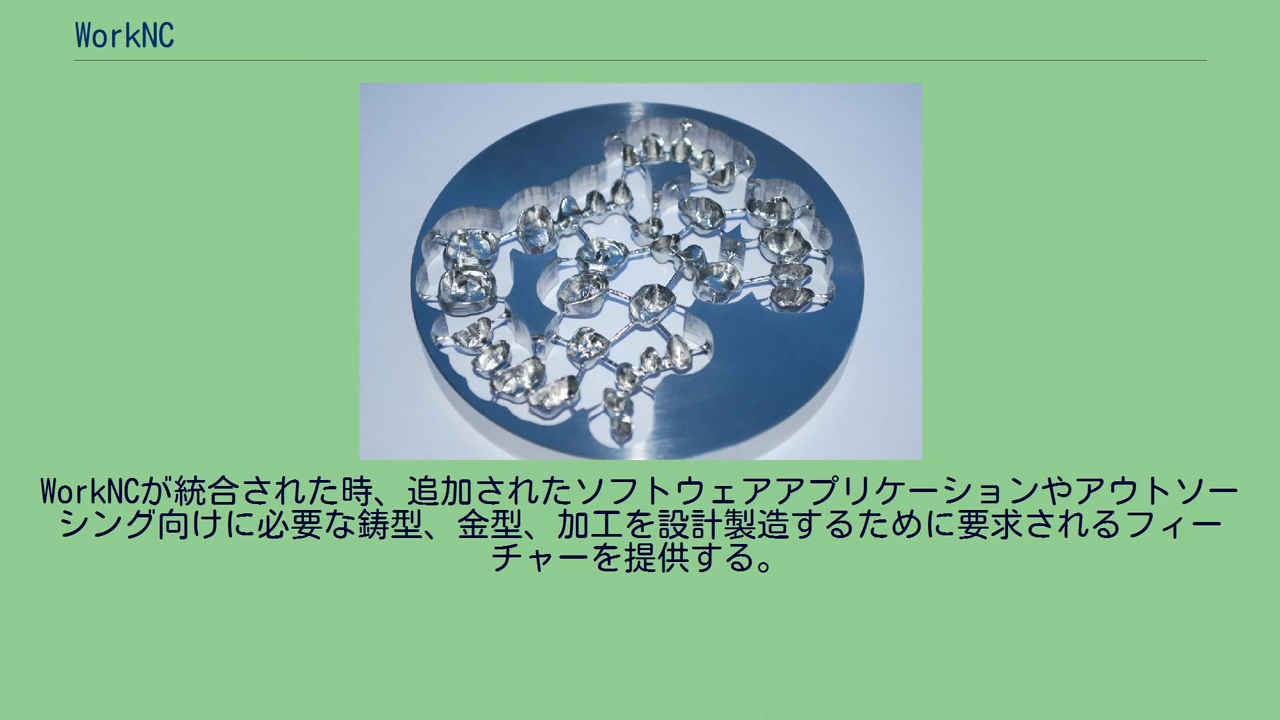 WorkNC
WorkNCが統合された時、追加されたソフトウェアアプリケーションやアウトソー
シング向けに必要な鋳型、金型、加工を設計製造するために要求されるフィー
チャーを提供する。